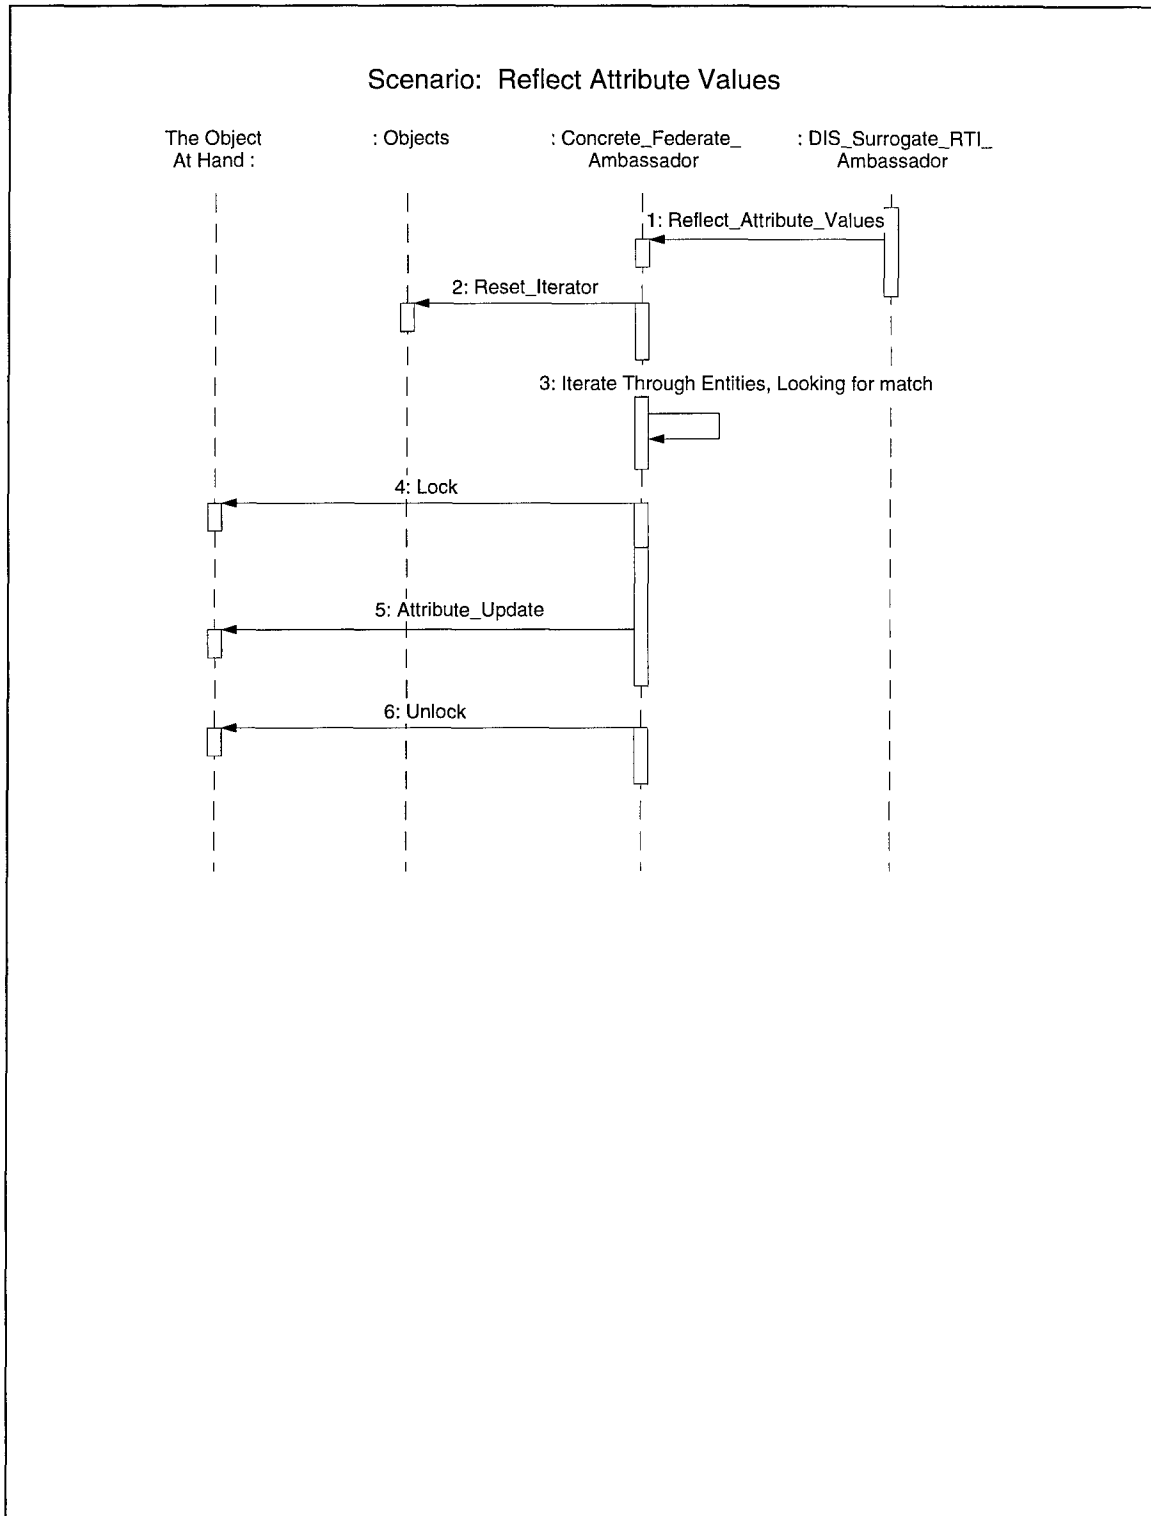 Scenario: Reflect Attribute Values
The Object
At Hand :
: Objects
: Concrete_Federate_
Ambassador
: DIS_Surrogate_RTI_
Ambassador
1: Reflect_Attribute_Values
2: Reset_Iterator
3: Iterate Through Entities, Looking for match
4: Lock
5: Attribute_Update
6: Unlock